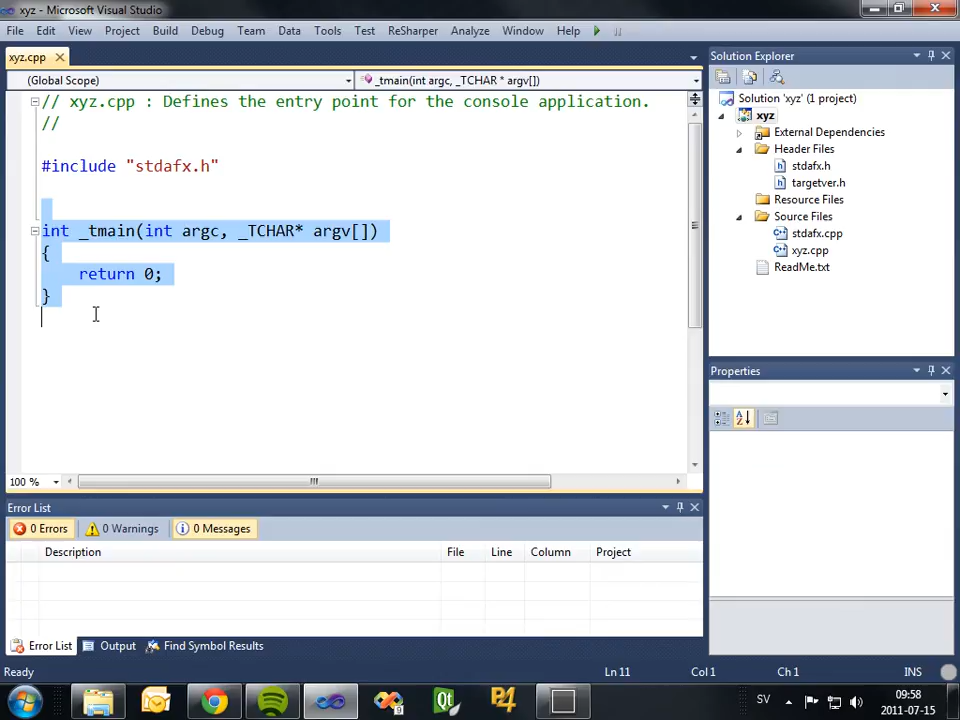 xyz - Microsoft Visual Studio
File Edit View Project Build Debug Team Data Tools Test ReSharper Analyze Window Help
xyz.cpp
(Global Scope)
_tmain(int argc, _TCHAR * argv[])
// xyz.cpp : Defines the entry point for the console application.
//
#include "stdafx.h"
int _tmain(int argc, _TCHAR* argv[])
{
return 0;
}
100 %
Solution Explorer
Solution 'xyz' (1 project)
xyz
External Dependencies
Header Files
stdafx.h
targetver.h
Resource Files
Source Files
stdafx.cpp
xyz.cpp
ReadMe.txt
Properties
Error List
0 Errors
0 Warnings
0 Messages
Description File Line Column Project
Error List
Output
Find Symbol Results
Ready
Ln 11 Col 1 Ch 1 INS
SV
09:58
2011-07-15